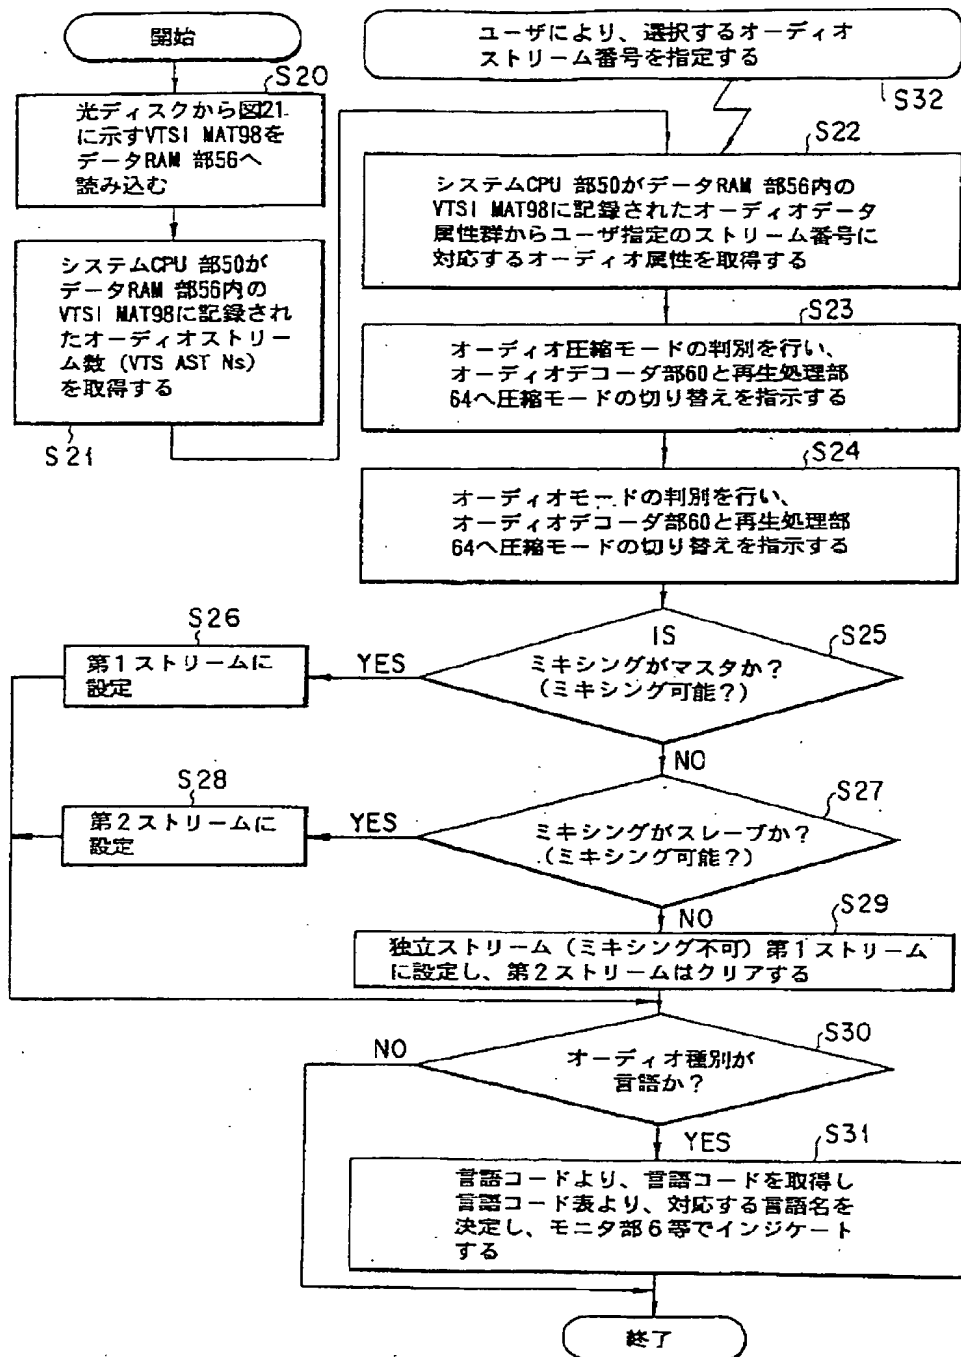 開始
S20
光ディスクから図21
に示すVTSI MAT98を
データRAM 部56へ
読み込む
システムCPU 部50が
データRAM 部56内の
VTSI MAT98に記録され
たオーディオストリー
ム数（VTS AST Ns）
を取得する
S21
ユーザにより、選択するオーディオ
ストリーム番号を指定する
S32
S22
システムCPU 部50がデータRAM 部56内の
VTSI MAT98に記録されたオーディオデータ
属性群からユーザ指定のストリーム番号に
対応するオーディオ属性を取得する
S23
オーディオ圧縮モードの判別を行い、
オーディオデコーダ部60と再生処理部
64へ圧縮モードの切り替えを指示する
S24
オーディオモードの判別を行い、
オーディオデコーダ部60と再生処理部
64へ圧縮モードの切り替えを指示する
S25
IS
ミキシングがマスタか？
（ミキシング可能？）
YES
S26
第１ストリームに
設定
NO
S27
ミキシングがスレーブか？
（ミキシング可能？）
YES
S28
第２ストリームに
設定
NO
S29
独立ストリーム（ミキシング不可）第１ストリーム
に設定し、第２ストリームはクリアする
S30
オーディオ種別が
言語か？
NO
YES
S31
言語コードより、言語コードを取得し
言語コード表より、対応する言語名を
決定し、モニタ部６等でインジケート
する
終了